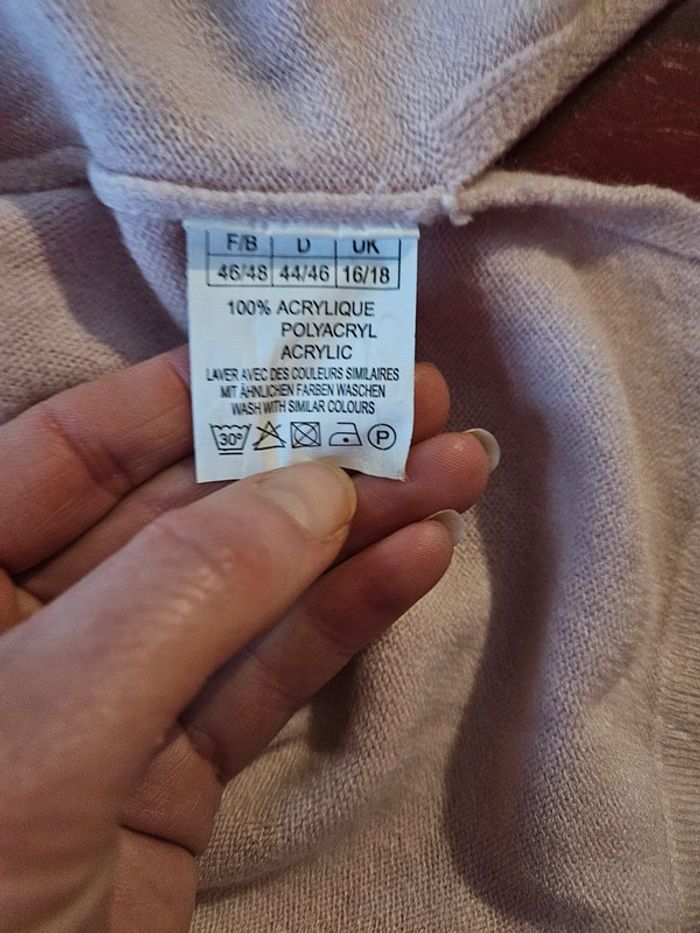 F/B D UK
46/48 44/46 16/18
100% ACRYLIQUE
POLYACRYL
ACRYLIC
LAVER AVEC DES COULEURS SIMILAIRES
MIT ÄHNLICHEN FARBEN WASCHEN
WASH WITH SIMILAR COLOURS
30° P